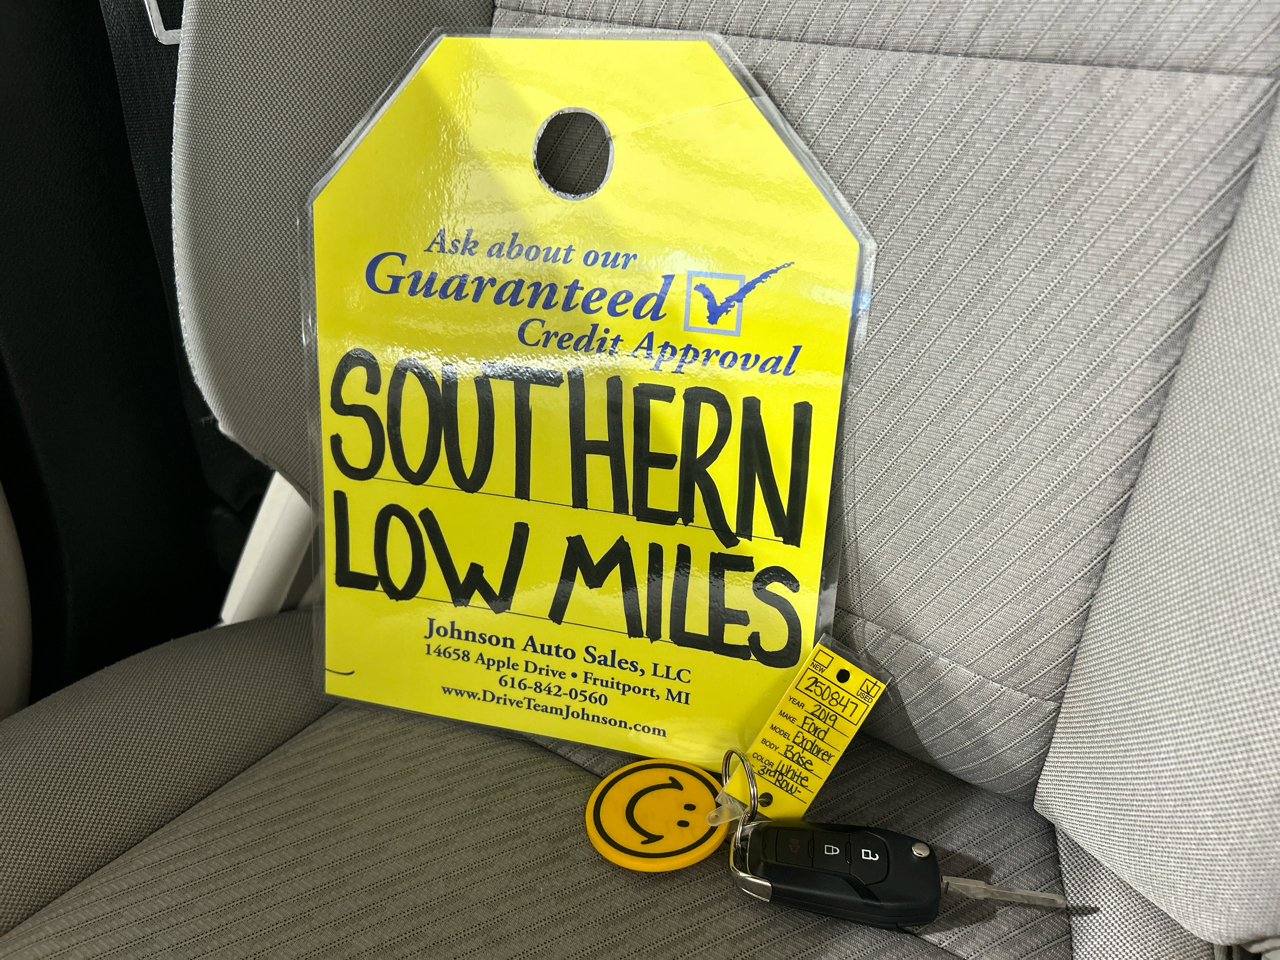 Ask about our
Guaranteed
Credit Approval
SOUTHERN
LOW MILES
Johnson Auto Sales, LLC
14658 Apple Drive • Fruitport, MI
616-842-0560
www.DriveTeamJohnson.com
NEW USED
250847
YEAR 2019
MAKE Ford
MODEL Explorer
BODY Base
COLOR White
3rd ROW-